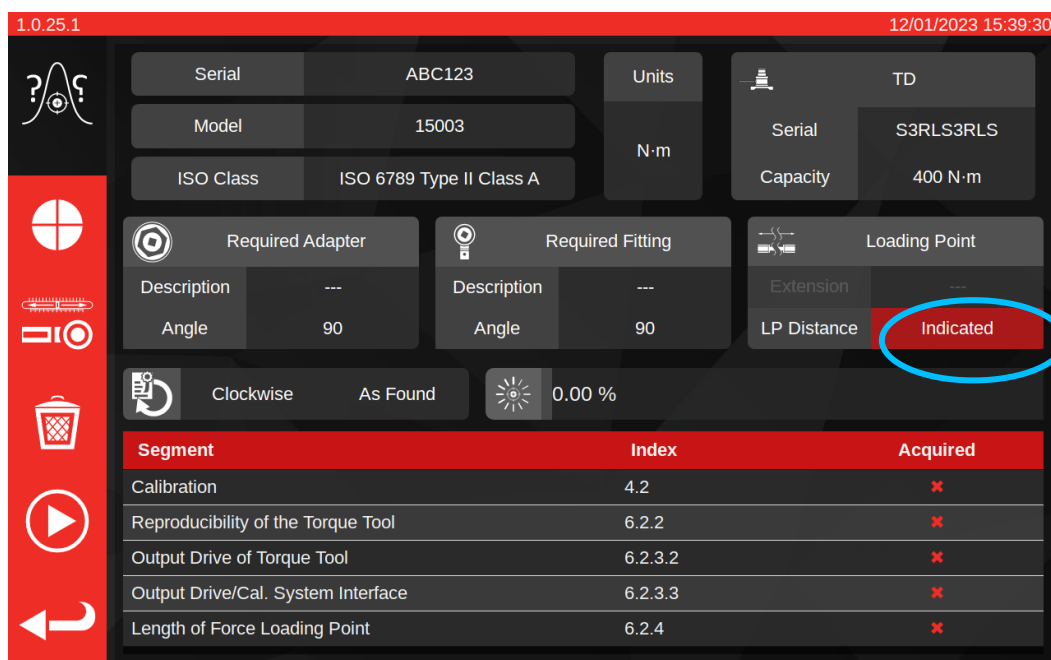 1.0.25.1 12/01/2023 15:39:30
Serial ABC123
Model 15003
ISO Class ISO 6789 Type II Class A
Units
N·m
TD
Serial S3RLS3RLS
Capacity 400 N·m
Required Adapter
Description ---
Angle 90
Required Fitting
Description ---
Angle 90
Loading Point
Extension ---
LP Distance Indicated
Clockwise As Found
0.00 %
Segment Index Acquired
Calibration 4.2
Reproducibility of the Torque Tool 6.2.2
Output Drive of Torque Tool 6.2.3.2
Output Drive/Cal. System Interface 6.2.3.3
Length of Force Loading Point 6.2.4